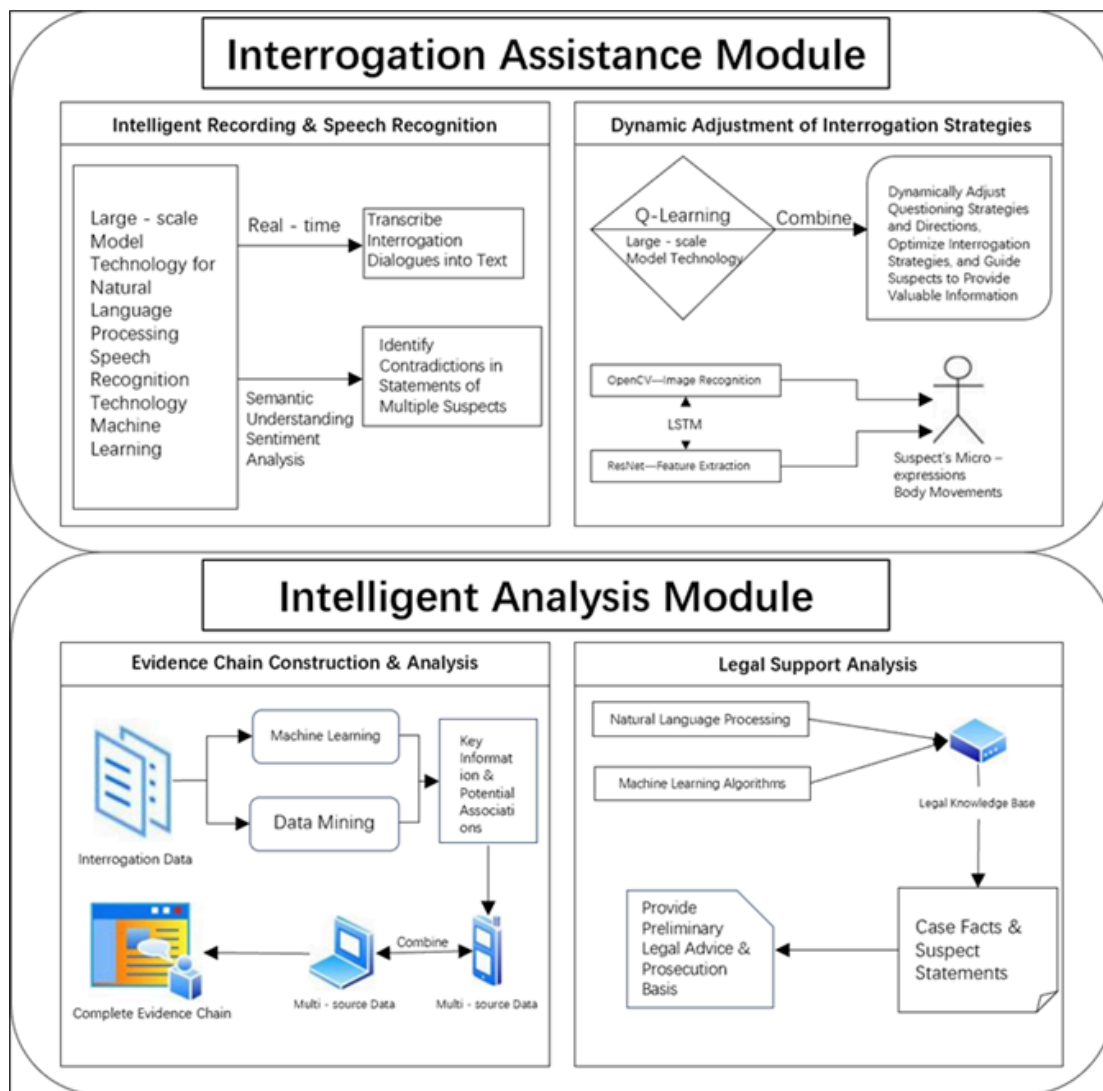 Interrogation Assistance Module
Intelligent Recording & Speech Recognition
Large - scale
Model
Technology for
Natural
Language
Processing
Speech
Recognition
Technology
Machine
Learning
Real - time
Transcribe
Interrogation
Dialogues into Text
Semantic
Understanding
Sentiment
Analysis
Identify
Contradictions in
Statements of
Multiple Suspects
Dynamic Adjustment of Interrogation Strategies
Q-Learning
Large - scale
Model Technology
Combine
Dynamically Adjust
Questioning Strategies
and Directions,
Optimize Interrogation
Strategies, and Guide
Suspects to Provide
Valuable Information
OpenCV—Image Recognition
LSTM
ResNet—Feature Extraction
Suspect's Micro –
expressions
Body Movements
Intelligent Analysis Module
Evidence Chain Construction & Analysis
Interrogation Data
Machine Learning
Data Mining
Key
Informat
ion &
Potential
Associati
ons
Complete Evidence Chain
Multi - source Data
Combine
Multi - source Data
Legal Support Analysis
Natural Language Processing
Machine Learning Algorithms
Legal Knowledge Base
Case Facts &
Suspect
Statements
Provide
Preliminary
Legal Advice &
Prosecution
Basis